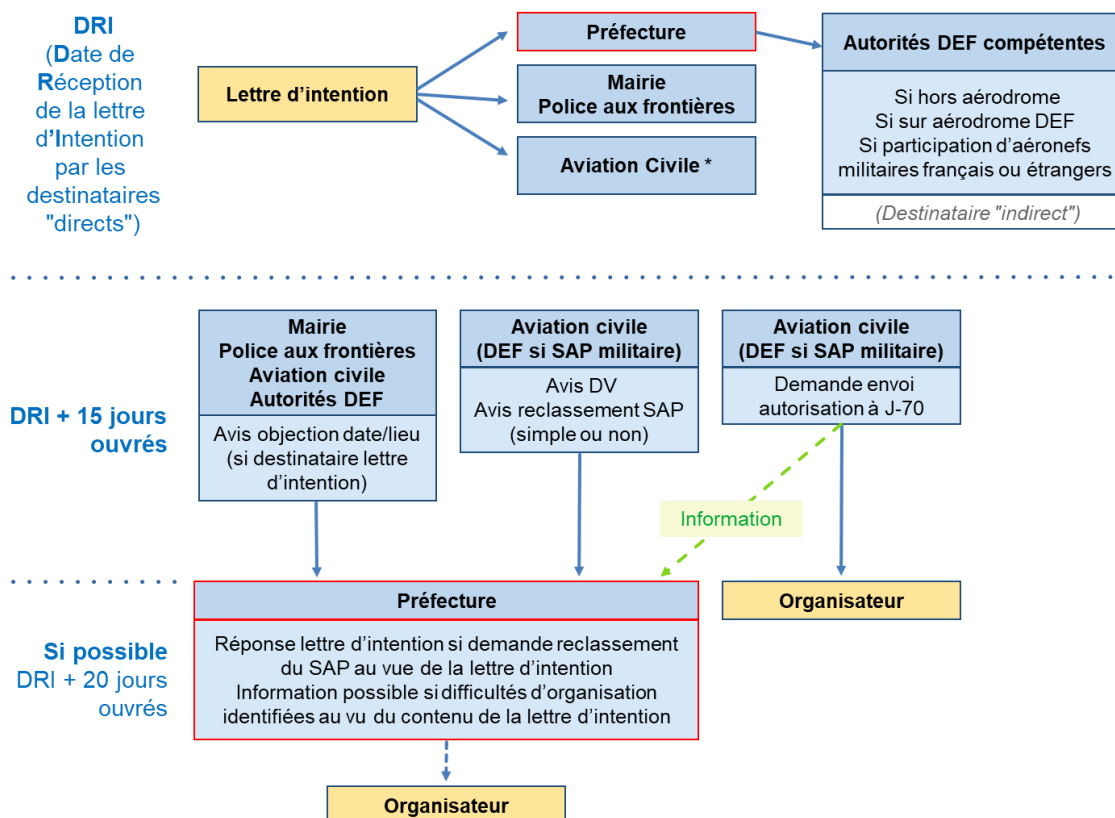 DRI
(Date de
Réception
de la lettre
d'Intention
par les
destinataires
"directs")
Lettre d'intention
Préfecture
Mairie
Police aux frontières
Aviation Civile *
Autorités DEF compétentes
Si hors aérodrome
Si sur aérodrome DEF
Si participation d'aéronefs
militaires français ou étrangers
(Destinataire "indirect")
DRI + 15 jours
ouvrés
Mairie
Police aux frontières
Aviation civile
Autorités DEF
Avis objection date/lieu
(si destinataire lettre
d'intention)
Aviation civile
(DEF si SAP militaire)
Avis DV
Avis reclassement SAP
(simple ou non)
Aviation civile
(DEF si SAP militaire)
Demande envoi
autorisation à J-70
Information
Si possible
DRI + 20 jours
ouvrés
Préfecture
Réponse lettre d'intention si demande reclassement
du SAP au vue de la lettre d'intention
Information possible si difficultés d'organisation
identifiées au vu du contenu de la lettre d'intention
Organisateur
Organisateur